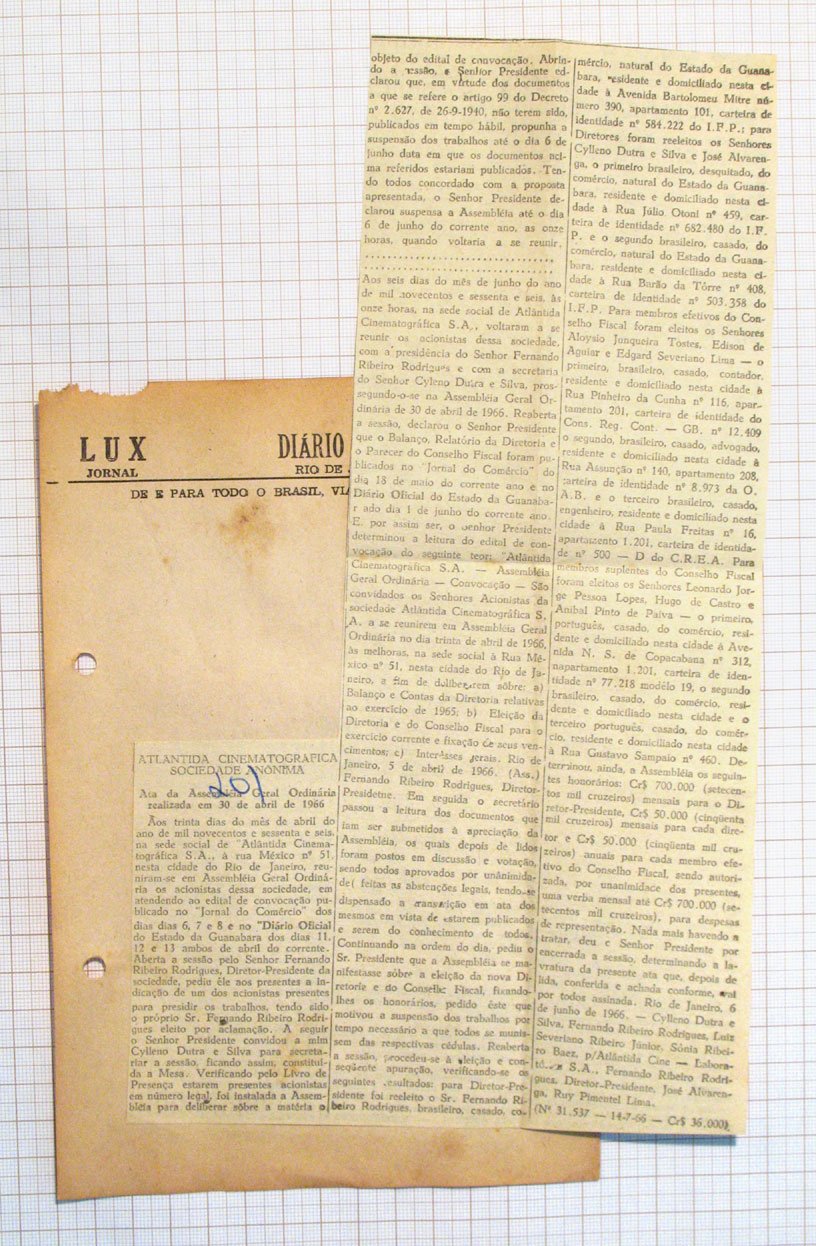 LUX
JORNAL
DIÁRIO
RIO DE
DE E PARA TODO O BRASIL, VIA
ATLANTIDA CINEMATOGRAFICA
SOCIEDADE ANONIMA
201
Ata da Assembléia Geral Ordinária
realizada em 30 de abril de 1966
Aos trinta dias do mês de abril do
ano de mil novecentos e sessenta e seis,
na sede social de "Atlântida Cinema-
tográfica S.A., à rua México nº 51,
nesta cidade do Rio de Janeiro, reu-
niram-se em Assembléia Geral Ordiná-
ria os acionistas dessa sociedade, em
atendendo ao edital de convocação pu-
blicado no "Jornal do Comércio" dos
dias dias 6, 7 e 8 e no "Diário Oficial
do Estado da Guanabara dos dias 11,
12 e 13 ambos de abril do corrente.
Aberta a sessão pelo Senhor Fernando
Ribeiro Rodrigues, Diretor-Presidente da
sociedade, pediu êle aos presentes a in-
dicação de um dos acionistas presentes
para presidir os trabalhos, tendo sido
o próprio Sr. Fernando Ribeiro Rodri-
gues eleito por aclamação. A seguir
o Senhor Presidente convidou a mim
Cylleno Dutra e Silva para secreta-
riar a sessão, ficando assim, constituí-
da a Mesa. Verificando pelo Livro de
Presença estarem presentes acionistas
em número legal, foi instalada a Assem-
bléia para deliberar sôbre a matéria o
objeto do edital de convocação. Abrin-
do a sessão, o Senhor Presidente ed-
clarou que, em virtude dos documentos
a que se refere o artigo 99 do Decreto
nº 2.627, de 26-9-1940, não terem sido,
publicados em tempo hábil, propunha a
suspensão dos trabalhos até o dia 6 de
junho data em que os documentos aci-
ma referidos estariam publicados. Ten-
do todos concordado com a proposta
apresentada, o Senhor Presidente de-
clarou suspensa a Assembléia até o dia
6 de junho do corrente ano, as onze
horas, quando voltaria a se reunir.
Aos seis dias do mês de junho do ano
de mil novecentos e sessenta e seis, às
onze horas, na sede social de Atlântida
Cinematográfica S.A., voltaram a se
reunir os acionistas dessa sociedade,
com a presidência do Senhor Fernando
Ribeiro Rodrigues e com a secretaria
do Senhor Cyleno Dutra e Silva, pros-
segundo-o-se na Assembléia Geral Or-
dinária de 30 de abril de 1966. Reaberta
a sessão, declarou o Senhor Presidente
que o Balanço, Relatório da Diretoria e
o Parecer do Conselho Fiscal foram pu-
blicados no "Jornal do Comércio" do
dia 18 de maio do corrente ano e no
Diário Oficial do Estado da Guanaba-
r ado dia 1 de junho do corrente ano.
E, por assim ser, o Senhor Presidente
determinou a leitura do edital de con-
vocação do seguinte teor: "Atlântida
Cinematografica S.A. — Assembléia
Geral Ordinária — Convocação — São
convidados os Senhores Acionistas da
sociedade Atlântida Cinematográfica S.
A. a se reunirem em Assembléia Geral
Ordinária no dia trinta de abril de 1966,
às melhoras, na sede social à Rua Mé-
xico nº 51, nesta cidade do Rio de Ja-
neiro, a fim de deliberem sôbre: a)
Balanço e Contas da Diretoria relativas
ao exercício de 1965; b) Eleição da
Diretoria e do Conselho Fiscal para o
exercício corrente e fixação de seus ven-
cimentos; c) Interêsses gerais. Rio de
Janeiro, 5 de abril de 1966. (Ass.)
Fernando Ribeiro Rodrigues, Diretor-
Presidetne. Em seguida o secretário
passou a leitura dos documentos que
iam ser submetidos à apreciação da
Assembléia, os quais depois de lidos
foram postos em discussão e votação,
sendo todos aprovados por unânimida-
de( feitas as abstenções legais, tendo-se
dispensado a transcrição em ata dos
mesmos em vista de estarem publicados
e serem do conhecimento de todos.
Continuando na ordem do dia, pediu o
Sr. Presidente que a Assembléia se ma-
nifestasse sôbre a eleição da nova Di-
retoria e do Conselho Fiscal, fixando-
lhes os honorários, pedido êste que
motivou a suspensão dos trabalhos por
tempo necessário a que todos se munis-
sem das respectivas cédulas. Reaberta
a sessão, procedeu-se à eleição e con-
seqüente apuração, verificando-se os
seguintes resultados: para Diretor-Pre-
sidente foi reeleito o Sr. Fernando Ri-
beiro Rodrigues, brasileiro, casado, co-
mércio, natural do Estado da Guana-
bara, residente e domiciliado nesta ci-
dade à Avenida Bartolomeu Mitre nú-
mero 390, apartamento 101, carteira de
identidade nº 584.222 do I.F.P.; para
Diretores foram reeleitos os Senhores
Cylleno Dutra e Silva e José Alvaren-
ga, o primeiro brasileiro, desquitado, do
comércio, natural do Estado da Guana-
bara, residente e domiciliado nesta ci-
dade à Rua Júlio Otoni nº 459, car-
teira de identidade nº 682.480 do I.F.
P. e o segundo brasileiro, casado, do
comércio, natural do Estado da Guana-
bara, residente e domiciliado nesta ci-
dade à Rua Barão da Tôrre nº 408,
carteira de identidade nº 503.358 do
I.F.P. Para membros efetivos do Con-
selho Fiscal foram eleitos os Senhores
Aloysio Junqueira Tostes, Edison de
Aguiar e Edgard Severiano Lima — o
primeiro, brasileiro, casado, contador,
residente e domiciliado nesta cidade à
Rua Pinheiro da Cunha nº 116, apar-
tamento 201, carteira de identidade do
Cons. Reg. Cont. — GB. nº 12.409
o segundo, brasileiro, casado, advogado,
residente e domiciliado nesta cidade à
Rua Assunção nº 140, apartamento 208,
carteira de identidade nº 8.973 da O.
A.B. e o terceiro brasileiro, casado,
engenheiro, residente e domiciliado nesta
cidade à Rua Paula Freitas nº 16,
apartamento 1.201, carteira de identida-
de nº 500 — D do C.R.E.A. Para
membros suplentes do Conselho Fiscal
foram eleitos os Senhores Leonardo Jor-
ge Pessoa Lopes, Hugo de Castro e
Anibal Pinto de Paiva — o primeiro,
português, casado, do comércio, resi-
dente e domiciliado nesta cidade à Ave-
nida N. S. de Copacabana nº 312,
napartamento 1.201, carteira de iden-
tidade nº 77.218 modêlo 19, o segundo
brasileiro, casado, do comércio, resi-
dente e domiciliado nesta cidade e o
terceiro português, casado, do comér-
cio, residente e domiciliado nesta cidade
à Rua Gustavo Sampaio nº 460. De-
terminou, ainda, a Assembléia os seguin-
tes honorários: Cr$ 700.000 (setecen-
tos mil cruzeiros) mensais para o Di-
retor-Presidente, Cr$ 50.000 (cinqüenta
mil cruzeiros) mensais para cada dire-
tor e Cr$ 50.000 (cinqüenta mil cru-
zeiros) anuais para cada membro efe-
tivo do Conselho Fiscal, sendo autori-
zada, por unanimidade dos presentes,
uma verba mensal até Cr$ 700.000 (se-
tecentos mil cruzeiros), para despesas
de representação. Nada mais havendo a
tratar, deu e Senhor Presidente por
encerrada a sessão, determinando a la-
vratura da presente ata que, depois de
lida, conferida e achada conforme, vai
por todos assinada. Rio de Janeiro, 6
de junho de 1966. — Cylleno Dutra e
Silva, Fernando Ribeiro Rodrigues, Luiz
Severiano Ribeiro Júnior, Sônia Ribei-
ro Baez, p/Atlântida Cine — Labora-
S.A., Fernando Ribeiro Rodri-
gues, Diretor-Presidente, José Alvaren-
ga, Ruy Pimentel Lima.
(Nº 31.537 — 14-7-66 — Cr$ 36.000)